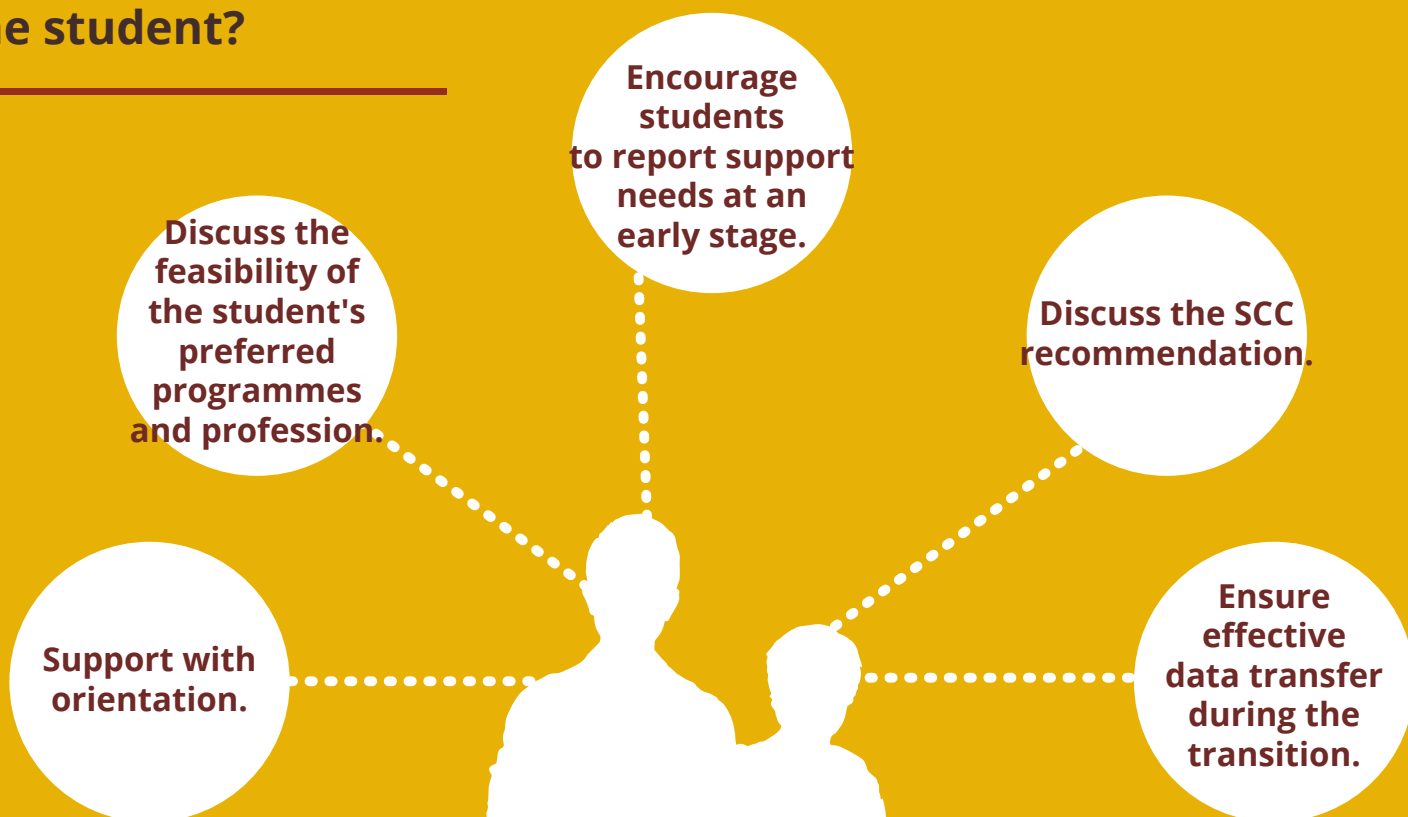 e student?
Encourage
students
to report support
needs at an
early stage.
Discuss the
feasibility of
the student's
preferred
programmes
and profession.
Discuss the SCC
recommendation.
Support with
orientation.
Ensure
effective
data transfer
during the
transition.